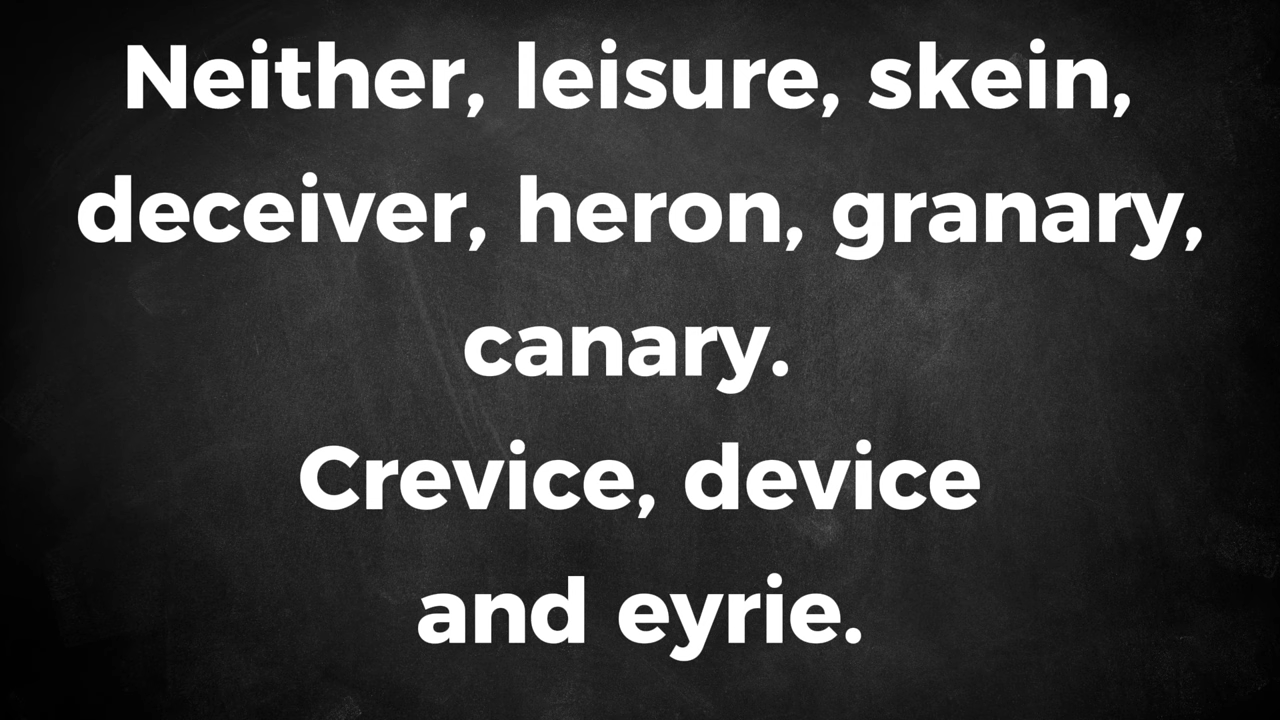 Neither, leisure, skein,
deceiver, heron, granary,
canary.
Crevice, device
and eyrie.